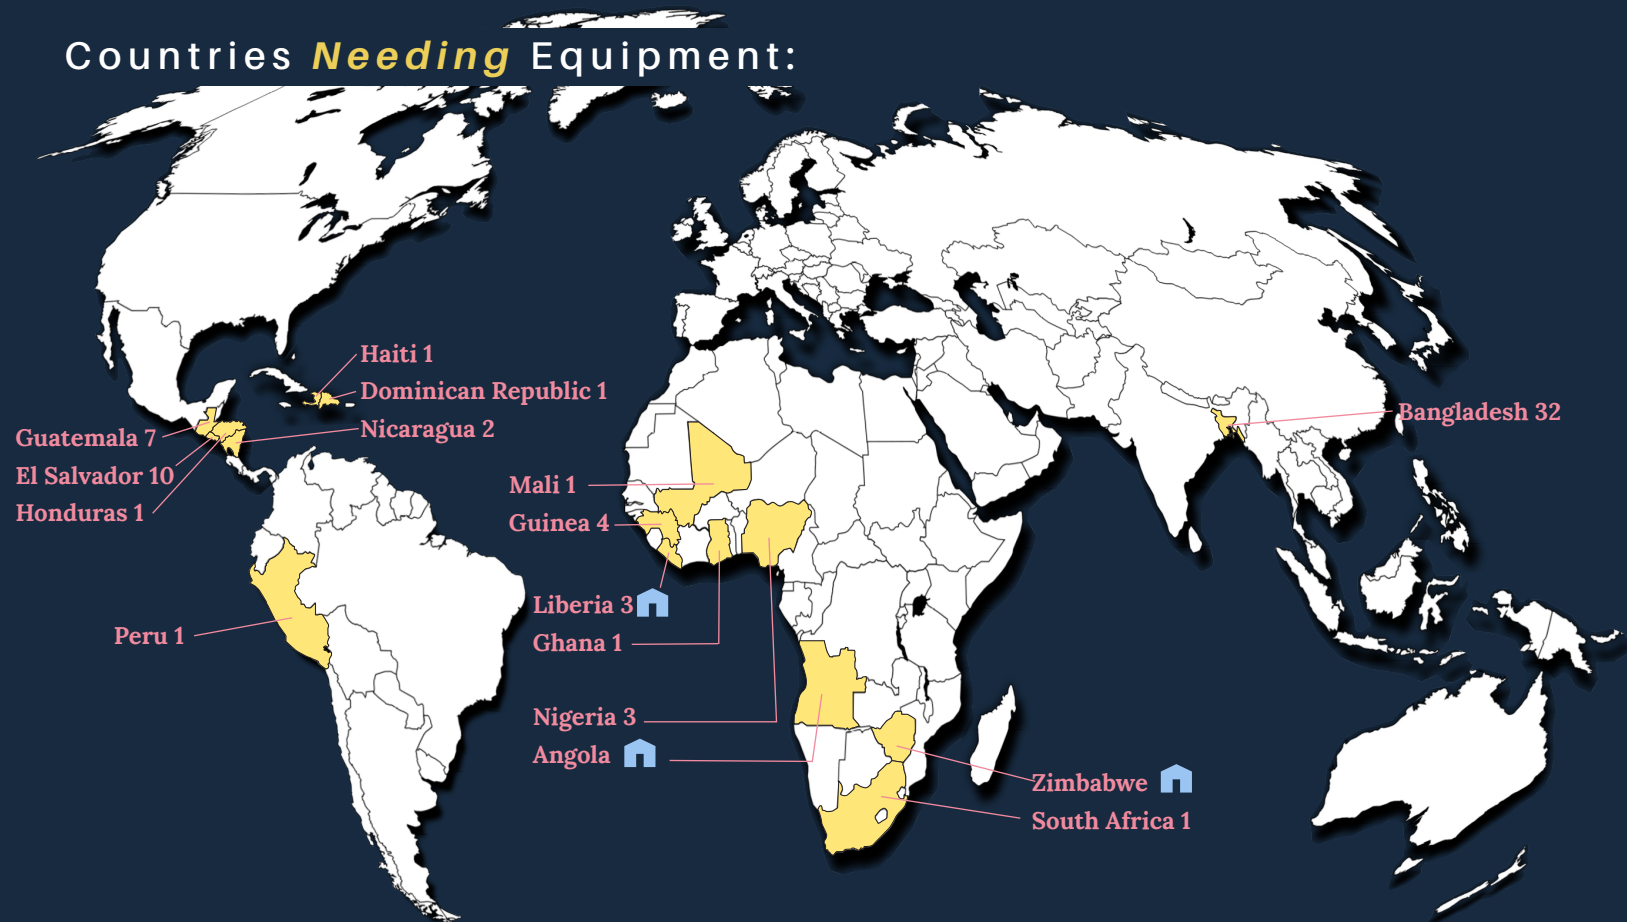 Countries Needing Equipment:
Haiti 1
Dominican Republic 1
Nicaragua 2
Guatemala 7
El Salvador 10
Honduras 1
Peru 1
Mali 1
Guinea 4
Liberia 3
Ghana 1
Nigeria 3
Angola
Zimbabwe
South Africa 1
Bangladesh 32